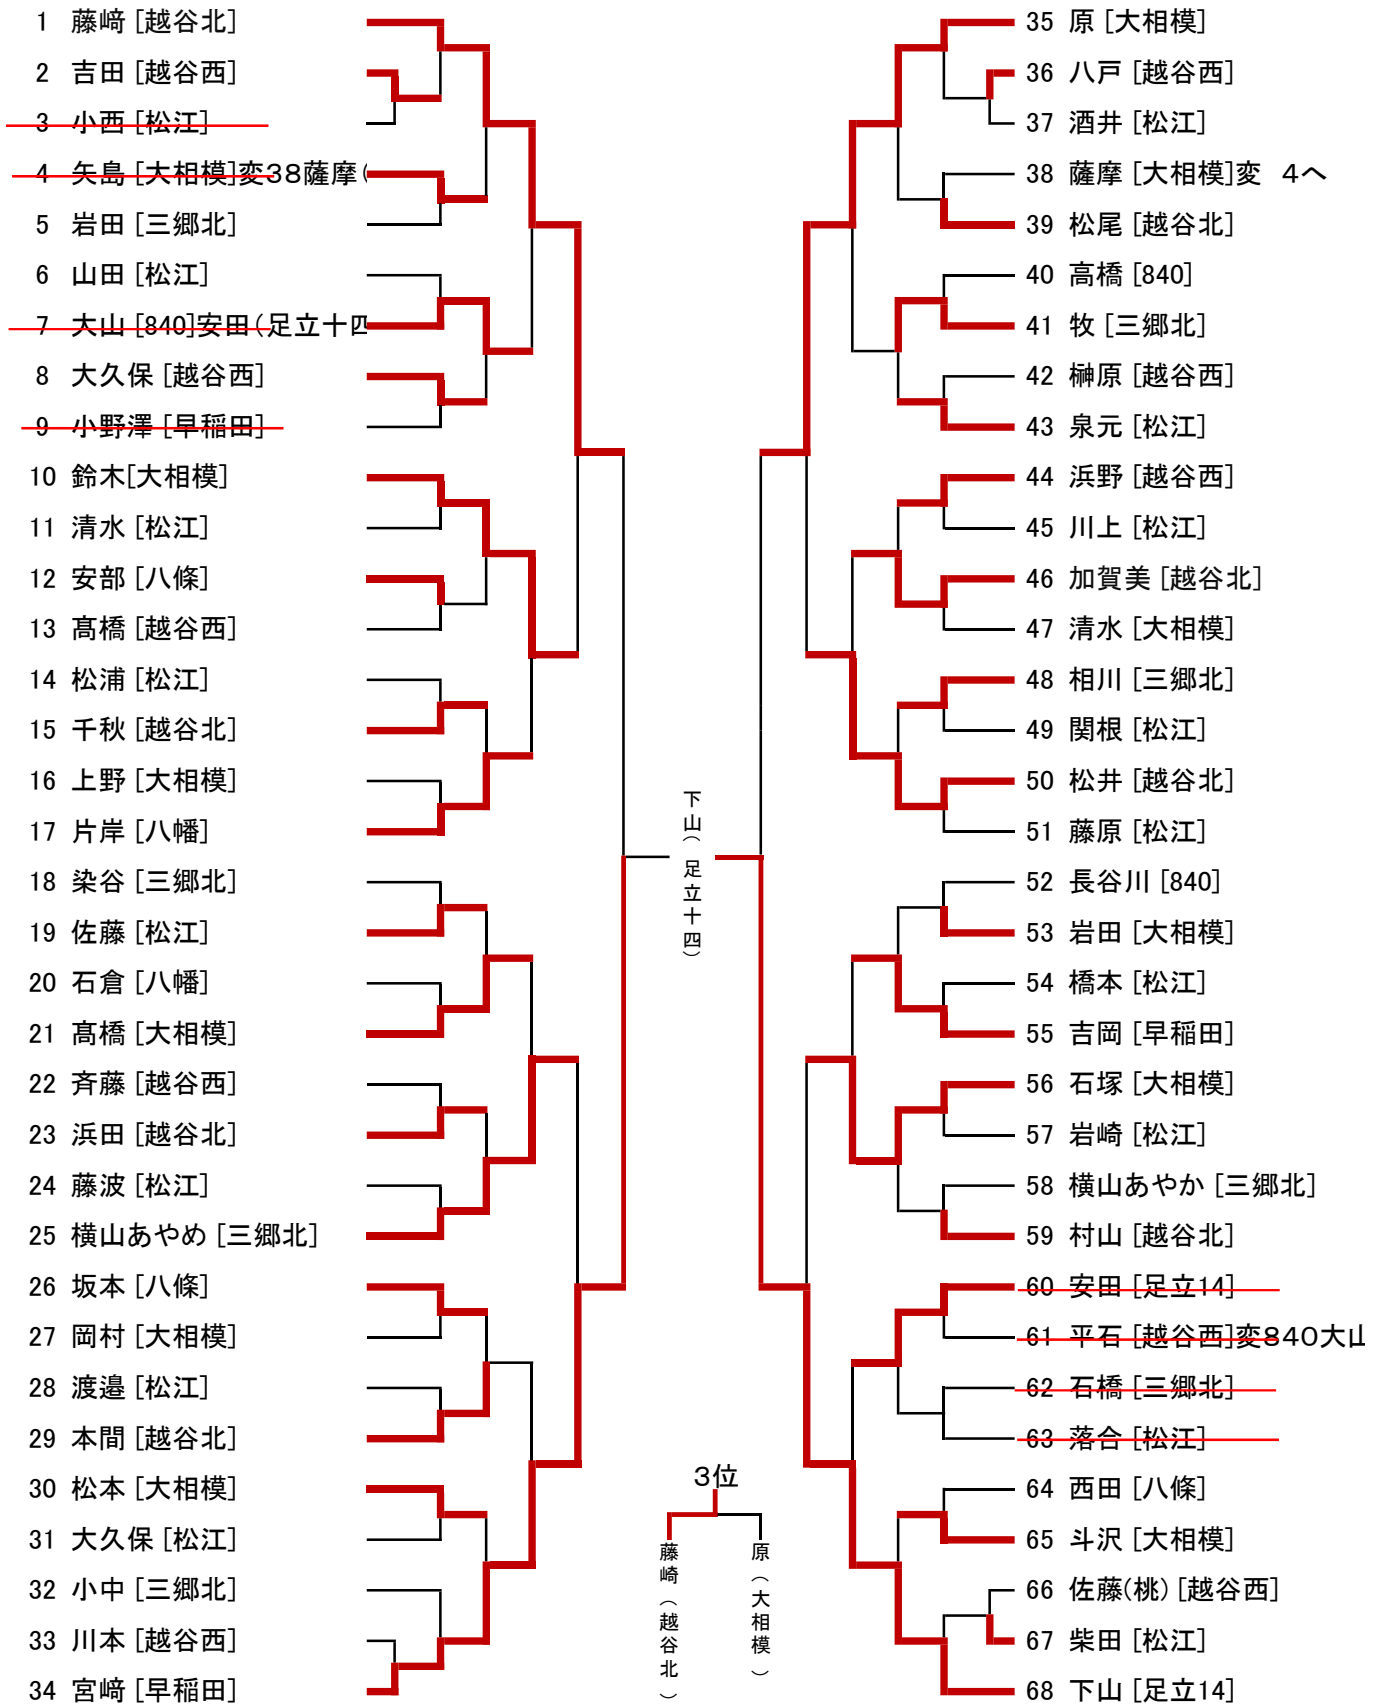 1 藤﨑 [越谷北]
2 吉田 [越谷西]
3 小西 [松江]
4 矢島 [大相模]変38薩摩(
5 岩田 [三郷北]
6 山田 [松江]
7 大山 [840]安田(足立十四
8 大久保 [越谷西]
9 小野澤 [早稲田]
10 鈴木[大相模]
11 清水 [松江]
12 安部 [八條]
13 髙橋 [越谷西]
14 松浦 [松江]
15 千秋 [越谷北]
16 上野 [大相模]
17 片岸 [八幡]
18 染谷 [三郷北]
19 佐藤 [松江]
20 石倉 [八幡]
21 髙橋 [大相模]
22 斉藤 [越谷西]
23 浜田 [越谷北]
24 藤波 [松江]
25 横山あやめ [三郷北]
26 坂本 [八條]
27 岡村 [大相模]
28 渡邉 [松江]
29 本間 [越谷北]
30 松本 [大相模]
31 大久保 [松江]
32 小中 [三郷北]
33 川本 [越谷西]
34 宮﨑 [早稲田]
下山(足立十四)
3位
藤崎(越谷北)
原(大相模)
35 原 [大相模]
36 八戸 [越谷西]
37 酒井 [松江]
38 薩摩 [大相模]変 4へ
39 松尾 [越谷北]
40 高橋 [840]
41 牧 [三郷北]
42 榊原 [越谷西]
43 泉元 [松江]
44 浜野 [越谷西]
45 川上 [松江]
46 加賀美 [越谷北]
47 清水 [大相模]
48 相川 [三郷北]
49 関根 [松江]
50 松井 [越谷北]
51 藤原 [松江]
52 長谷川 [840]
53 岩田 [大相模]
54 橋本 [松江]
55 吉岡 [早稲田]
56 石塚 [大相模]
57 岩崎 [松江]
58 横山あやか [三郷北]
59 村山 [越谷北]
60 安田 [足立14]
61 平石 [越谷西]変840大山
62 石橋 [三郷北]
63 落合 [松江]
64 西田 [八條]
65 斗沢 [大相模]
66 佐藤(桃) [越谷西]
67 柴田 [松江]
68 下山 [足立14]